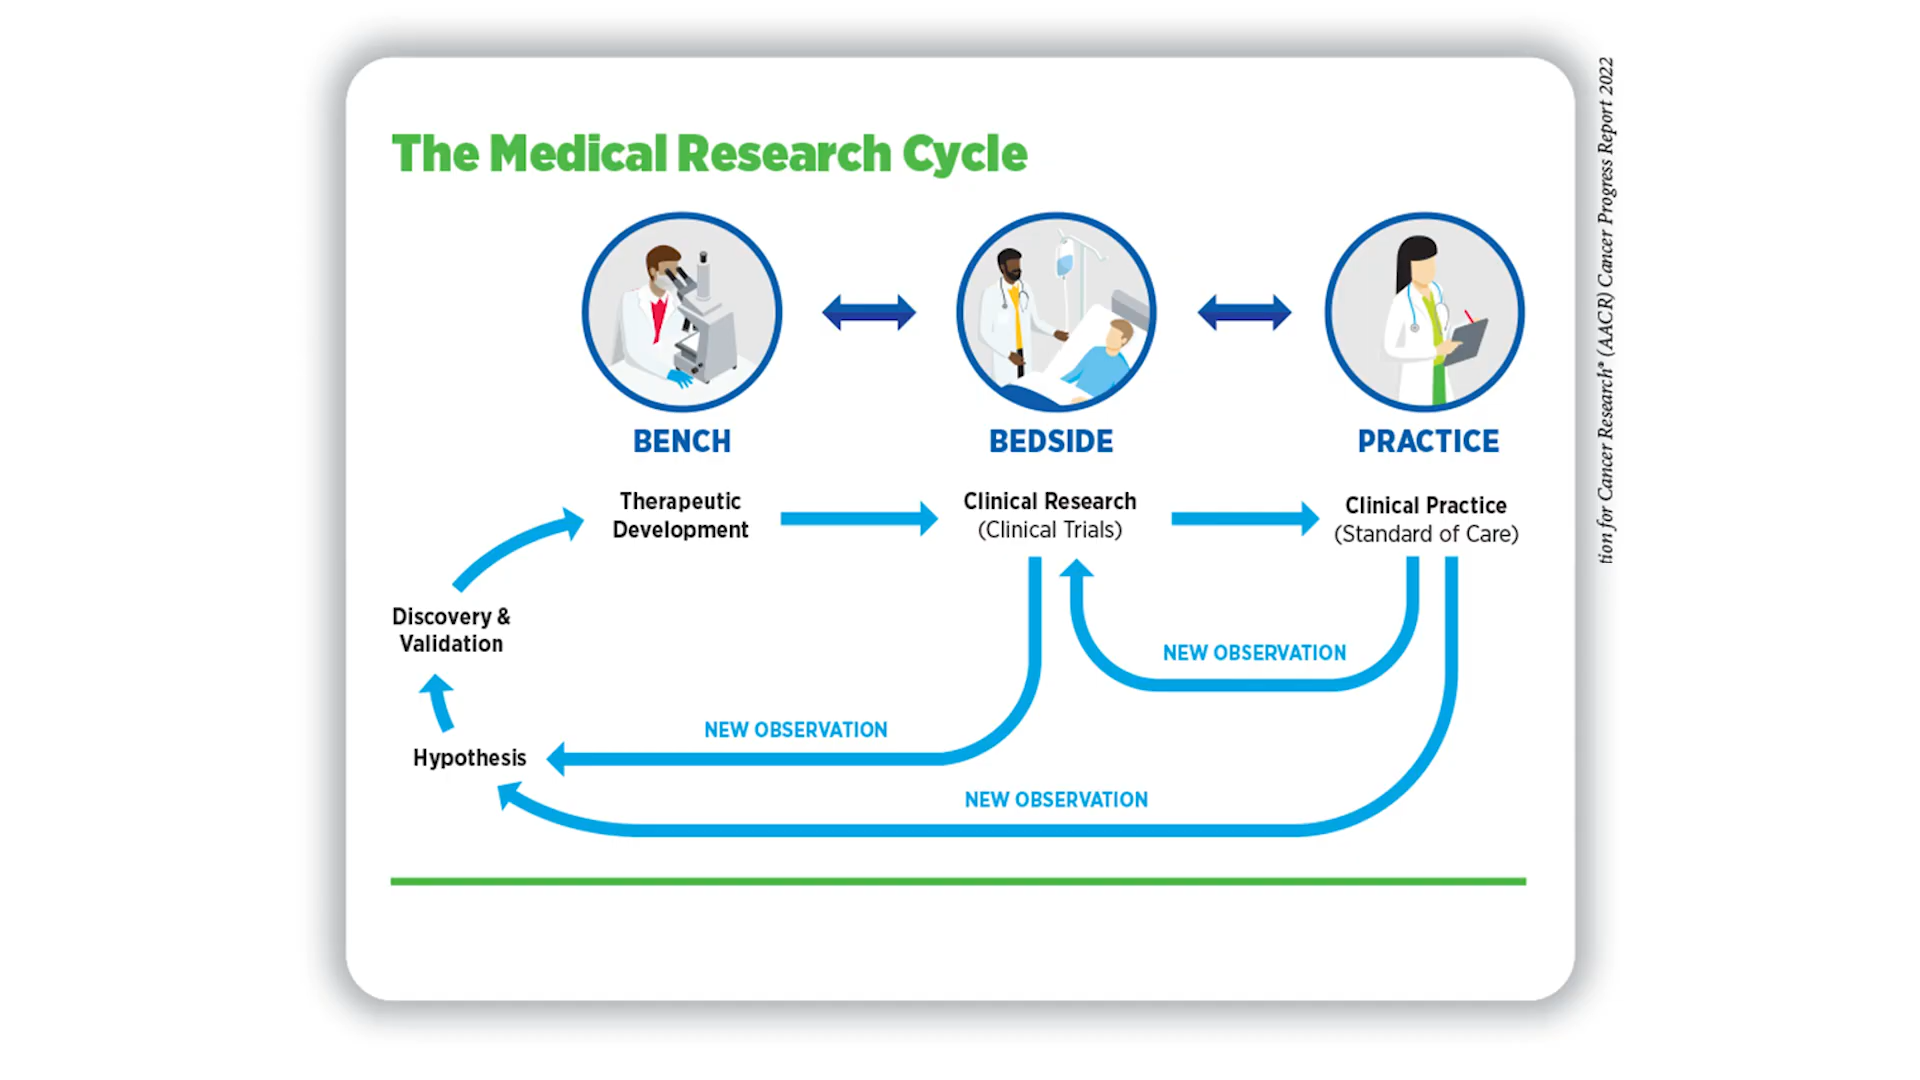 The Medical Research Cycle
BENCH
BEDSIDE
PRACTICE
Therapeutic
Development
Clinical Research
(Clinical Trials)
Clinical Practice
(Standard of Care)
Discovery &
Validation
NEW OBSERVATION
NEW OBSERVATION
Hypothesis
NEW OBSERVATION
for Cancer Research® (AACR) Cancer Progress Report 2022